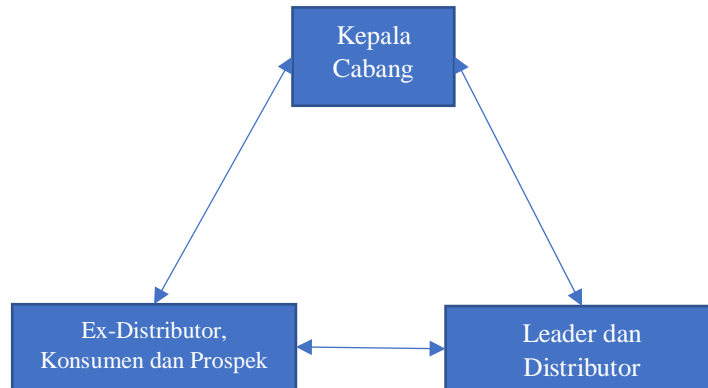 Kepala
Cabang
Ex-Distributor,
Konsumen dan Prospek
Leader dan
Distributor